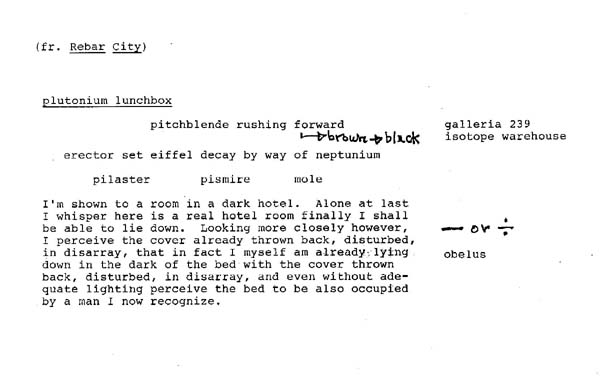 (fr. Rebar City)
plutonium lunchbox
pitchblende rushing forward
→brown→black
galleria 239
isotope warehouse
erector set eiffel decay by way of neptunium
pilaster pismire mole
I'm shown to a room in a dark hotel. Alone at last
I whisper here is a real hotel room finally I shall
be able to lie down. Looking more closely however,
I perceive the cover already thrown back, disturbed,
in disarray, that in fact I myself am already lying
down in the dark of the bed with the cover thrown
back, disturbed, in disarray, and even without ade-
quate lighting perceive the bed to be also occupied
by a man I now recognize.
— or ÷
obelus